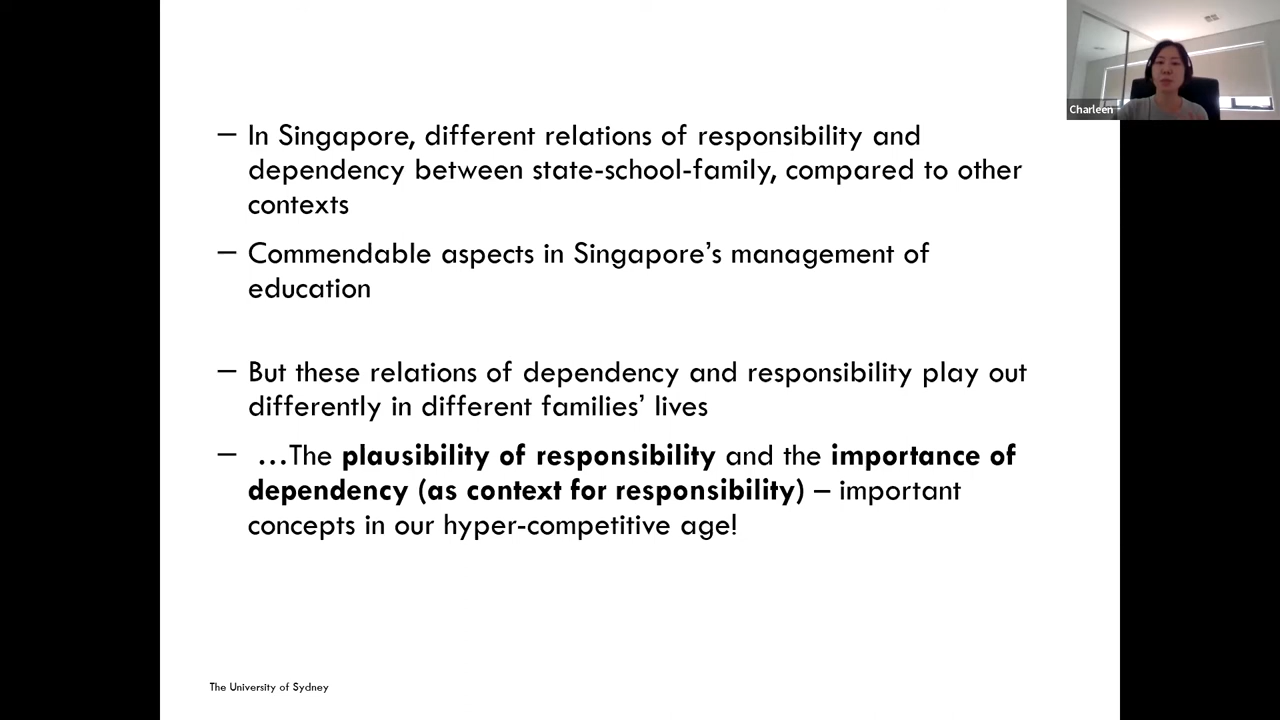 Charleen
– In Singapore, different relations of responsibility and
dependency between state-school-family, compared to other
contexts
– Commendable aspects in Singapore’s management of
education
– But these relations of dependency and responsibility play out
differently in different families’ lives
– …The plausibility of responsibility and the importance of
dependency (as context for responsibility) – important
concepts in our hyper-competitive age!
The University of Sydney